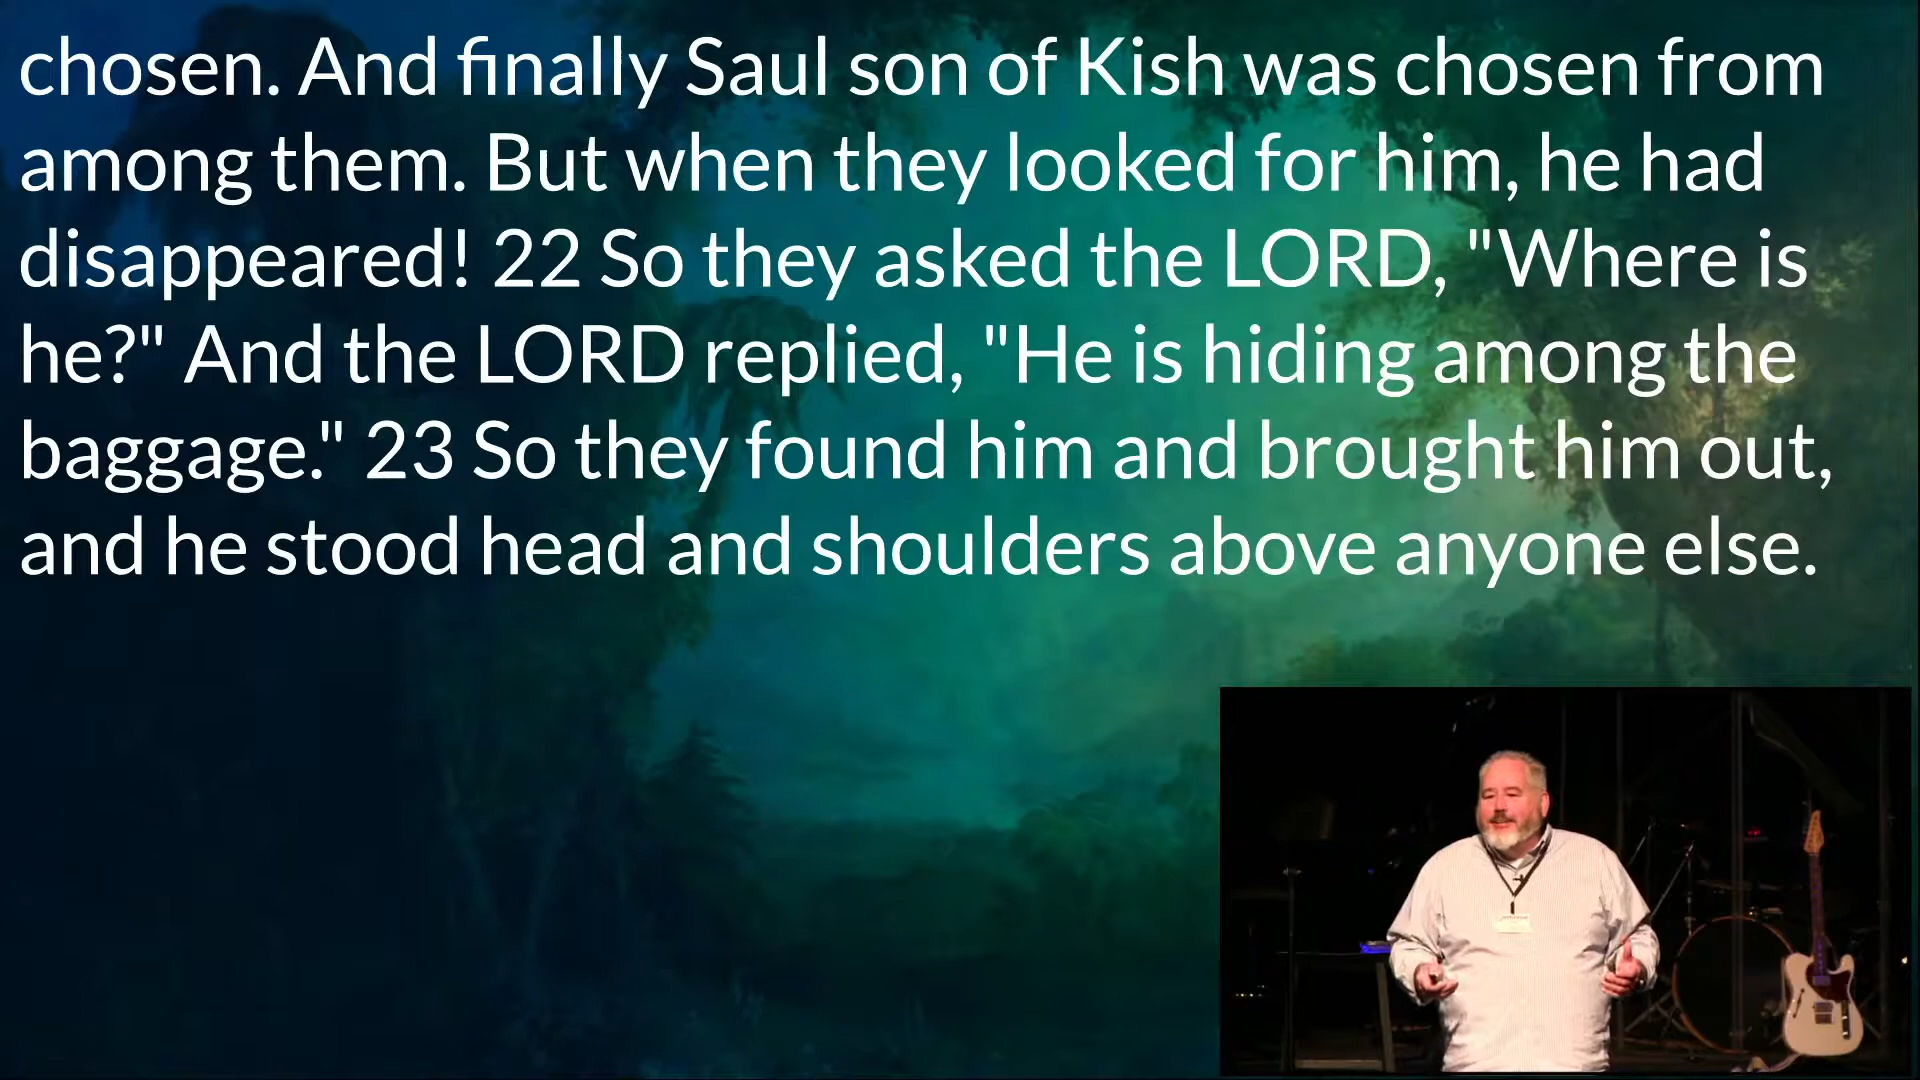 chosen. And finally Saul son of Kish was chosen from
among them. But when they looked for him, he had
disappeared! 22 So they asked the LORD, "Where is
he?" And the LORD replied, "He is hiding among the
baggage." 23 So they found him and brought him out,
and he stood head and shoulders above anyone else.